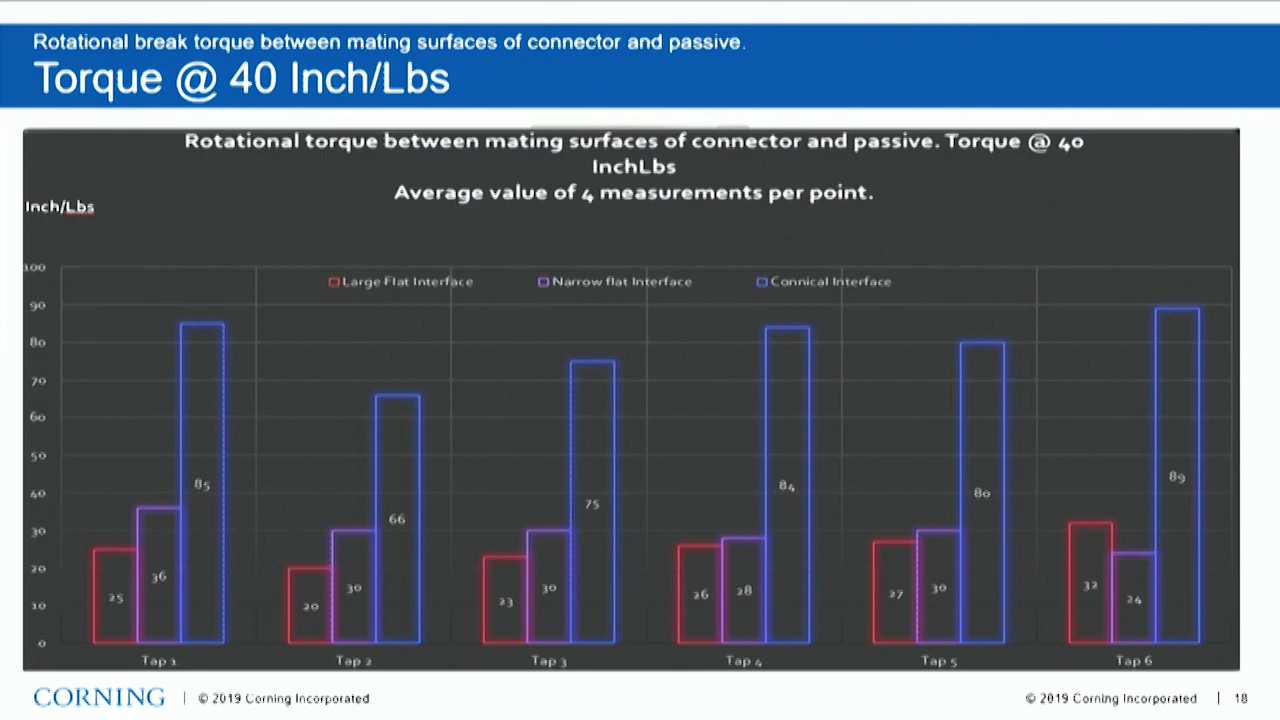 Rotational break torque between mating surfaces of connector and passive.
Torque @ 40 Inch/Lbs
Rotational torque between mating surfaces of connector and passive. Torque @ 40
InchLbs
Average value of 4 measurements per point.
Inch/Lbs
Large Flat Interface Narrow flat Interface Connical Interface
100
90
80
70
60
50
40
30
20
10
0
25 36 85
20 30 66
23 30 75
26 28 84
27 30 80
32 24 89
Tap 1 Tap 2 Tap 3 Tap 4 Tap 5 Tap 6
CORNING | © 2019 Corning Incorporated
© 2019 Corning Incorporated | 18